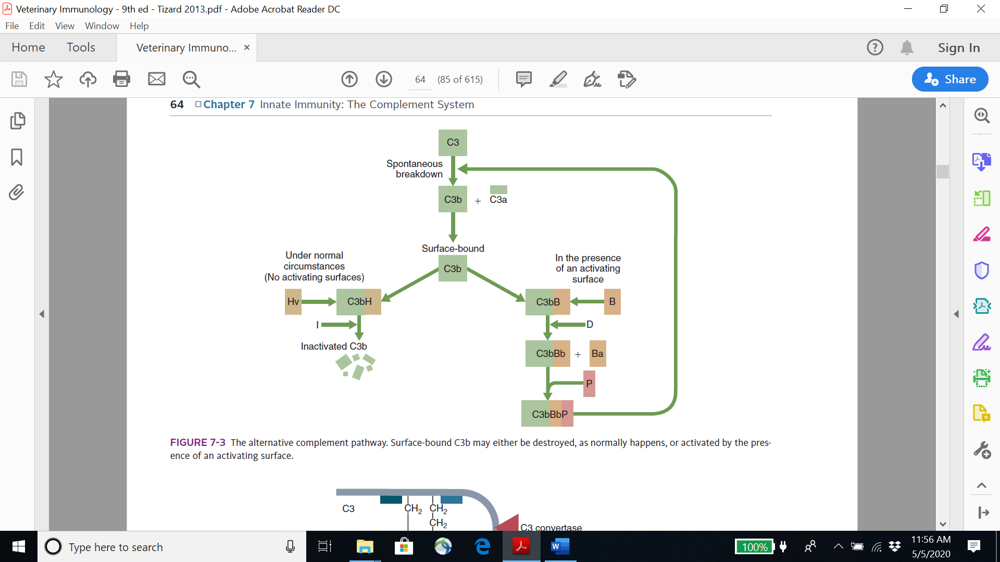 Veterinary Immunology - 9th ed - Tizard 2013.pdf - Adobe Acrobat Reader DC
File Edit View Window Help
Home Tools Veterinary Immuno... × Sign In
64 (85 of 615) Share
64 Chapter 7 Innate Immunity: The Complement System
C3
Spontaneous
breakdown
C3b + C3a
Surface-bound
C3b
Under normal
circumstances
(No activating surfaces)
In the presence
of an activating
surface
Hv C3bH C3bB B
I D
Inactivated C3b
C3bBb + Ba
P
C3bBbP
FIGURE 7-3 The alternative complement pathway. Surface-bound C3b may either be destroyed, as normally happens, or activated by the pres-
ence of an activating surface.
C3 CH2 CH2
CH2
C3 convertase
Type here to search 100% 11:56 AM
5/5/2020